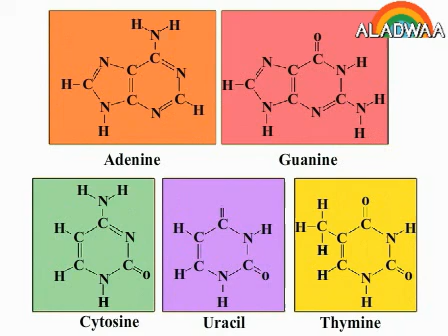 ALADWAA
H H
N
N C N
H C
C C H
N N
H
Adenine
O
N C N H
H C
C C N H
N N
H H
Guanine
H H
N
H C
C N
C C
H N O
H
Cytosine
H C H
C N
C C
H N O
H
Uracil
H O
H C C H
C N
H
C C
H N O
H
Thymine